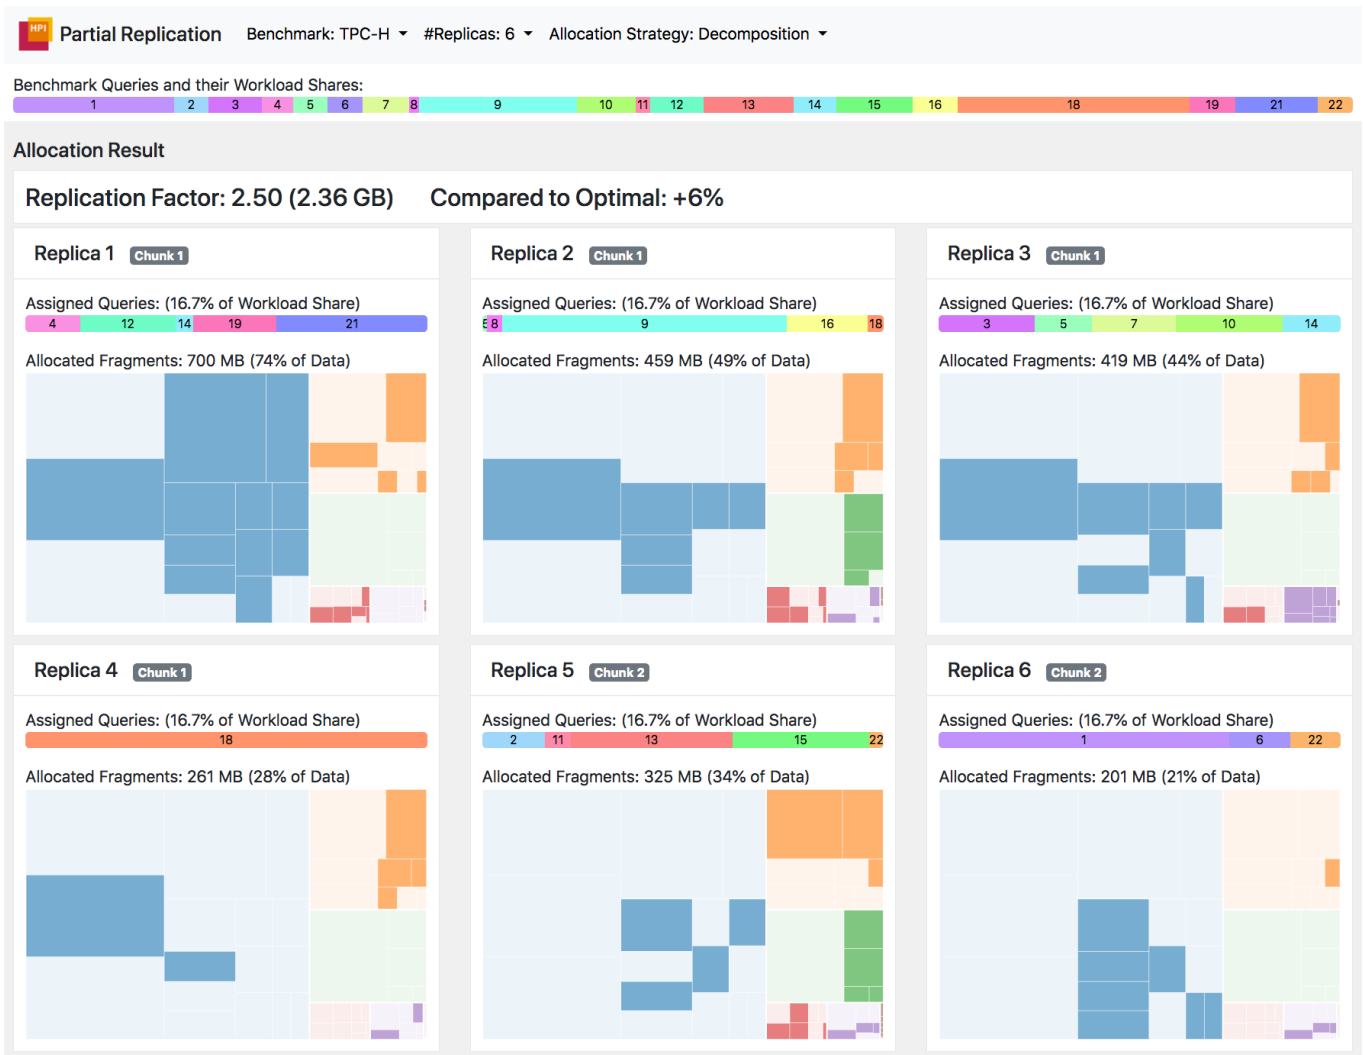 HPI Partial Replication Benchmark: TPC-H #Replicas: 6 Allocation Strategy: Decomposition
Benchmark Queries and their Workload Shares:
1 2 3 4 5 6 7 8 9 10 11 12 13 14 15 16 18 19 21 22
Allocation Result
Replication Factor: 2.50 (2.36 GB) Compared to Optimal: +6%
Replica 1 Chunk 1
Assigned Queries: (16.7% of Workload Share)
4 12 14 19 21
Allocated Fragments: 700 MB (74% of Data)
Replica 2 Chunk 1
Assigned Queries: (16.7% of Workload Share)
5 8 9 16 18
Allocated Fragments: 459 MB (49% of Data)
Replica 3 Chunk 1
Assigned Queries: (16.7% of Workload Share)
3 5 7 10 14
Allocated Fragments: 419 MB (44% of Data)
Replica 4 Chunk 1
Assigned Queries: (16.7% of Workload Share)
18
Allocated Fragments: 261 MB (28% of Data)
Replica 5 Chunk 2
Assigned Queries: (16.7% of Workload Share)
2 11 13 15 22
Allocated Fragments: 325 MB (34% of Data)
Replica 6 Chunk 2
Assigned Queries: (16.7% of Workload Share)
1 6 22
Allocated Fragments: 201 MB (21% of Data)